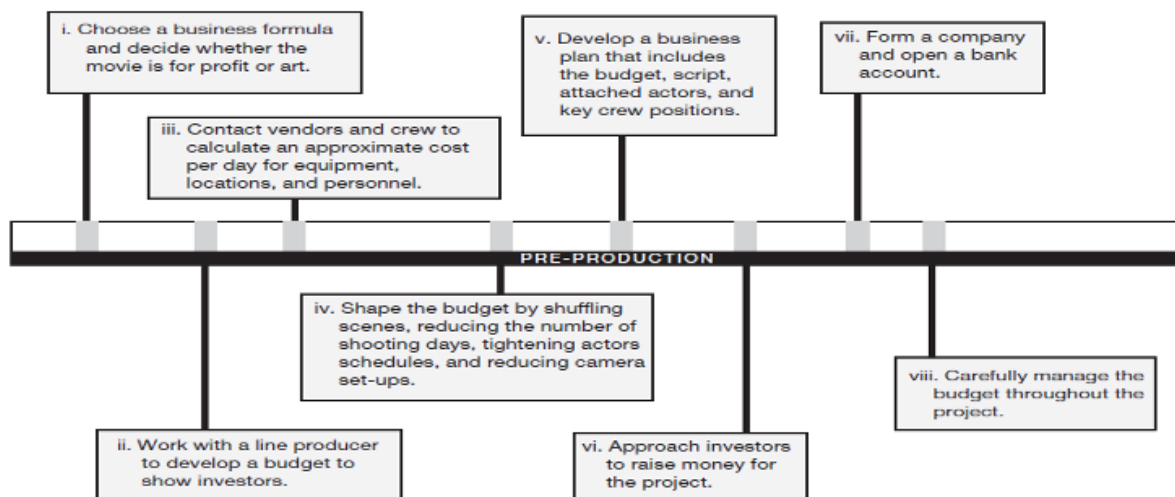 i. Choose a business formula
and decide whether the
movie is for profit or art.
v. Develop a business
plan that includes
the budget, script,
attached actors, and
key crew positions.
vii. Form a company
and open a bank
account.
iii. Contact vendors and crew to
calculate an approximate cost
per day for equipment,
locations, and personnel.
PRE-PRODUCTION
iv. Shape the budget by shuffling
scenes, reducing the number of
shooting days, tightening actors
schedules, and reducing camera
set-ups.
viii. Carefully manage the
budget throughout the
project.
ii. Work with a line producer
to develop a budget to
show investors.
vi. Approach investors
to raise money for
the project.